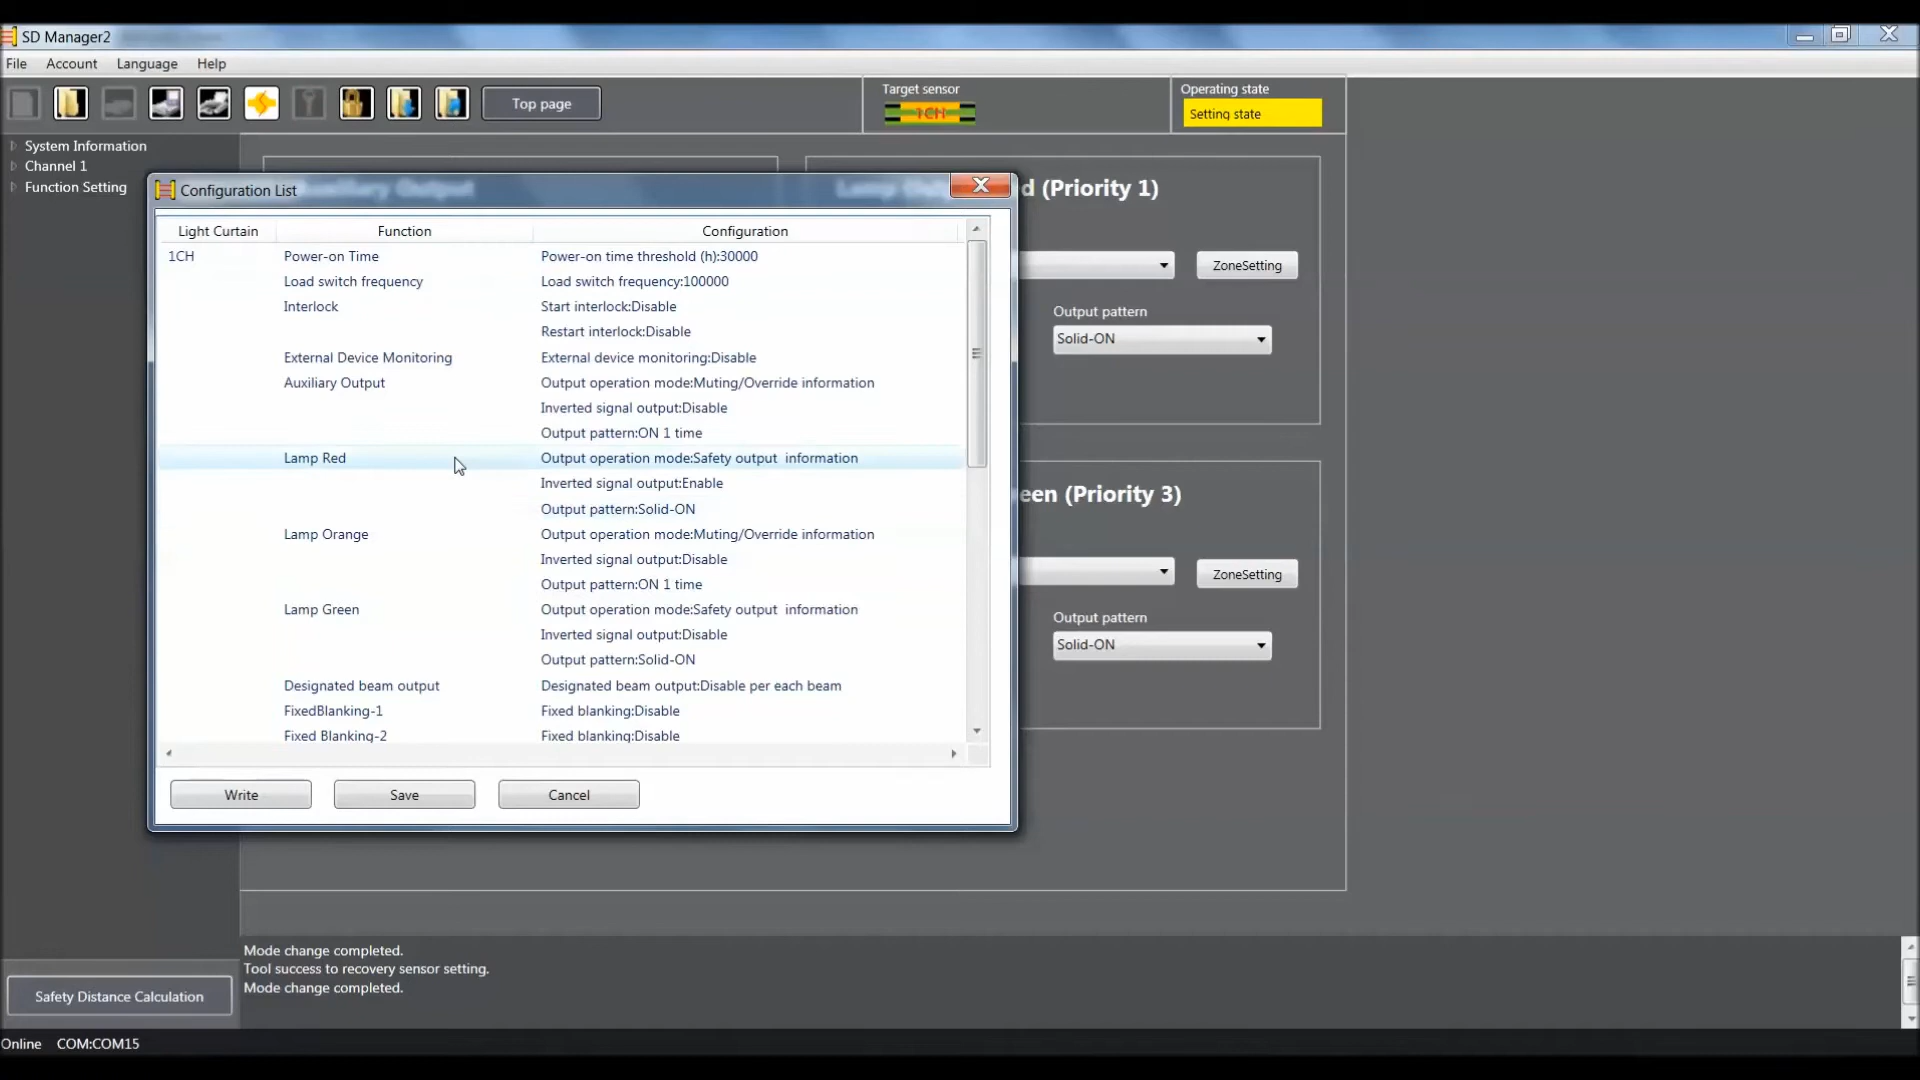 SD Manager2
File Account Language Help
Top page
Target sensor
1CH
Operating state
Setting state
System Information
Channel 1
Function Setting
Configuration List
Auxiliary Output
d (Priority 1)
Light Curtain Function Configuration
1CH Power-on Time Power-on time threshold (h):30000
Load switch frequency Load switch frequency:100000
Interlock Start interlock:Disable
Restart interlock:Disable
External Device Monitoring External device monitoring:Disable
Auxiliary Output Output operation mode:Muting/Override information
Inverted signal output:Disable
Output pattern:ON 1 time
Lamp Red Output operation mode:Safety output  information
Inverted signal output:Enable
Output pattern:Solid-ON
Lamp Orange Output operation mode:Muting/Override information
Inverted signal output:Disable
Output pattern:ON 1 time
Lamp Green Output operation mode:Safety output  information
Inverted signal output:Disable
Output pattern:Solid-ON
Designated beam output Designated beam output:Disable per each beam
FixedBlanking-1 Fixed blanking:Disable
Fixed Blanking-2 Fixed blanking:Disable
Write Save Cancel
ZoneSetting
Output pattern
Solid-ON
een (Priority 3)
ZoneSetting
Output pattern
Solid-ON
Mode change completed.
Tool success to recovery sensor setting.
Mode change completed.
Safety Distance Calculation
Online COM:COM15